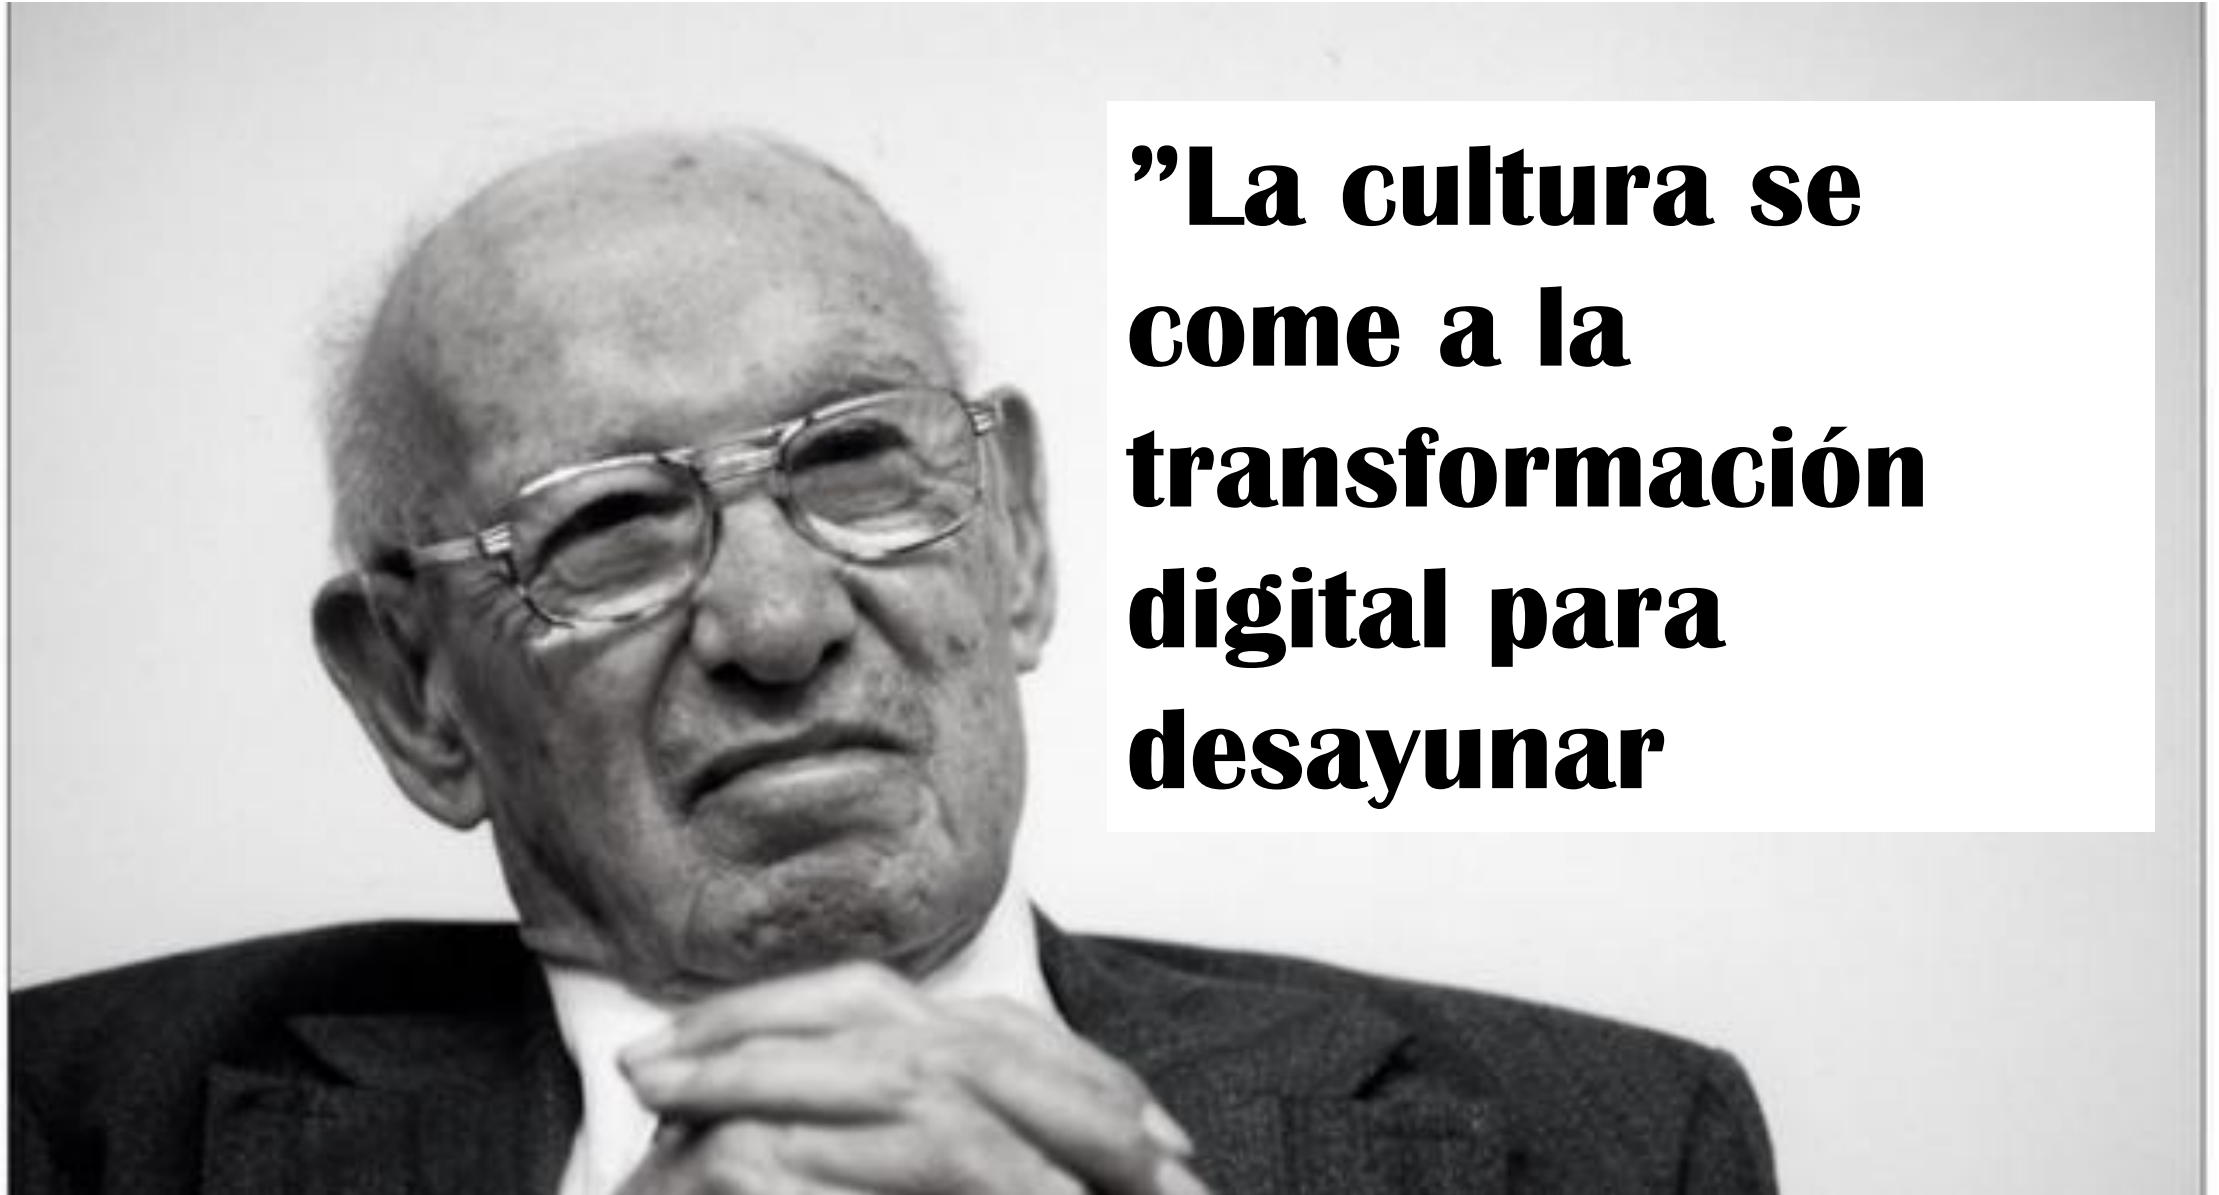 ”La cultura se
come a la
transformación
digital para
desayunar